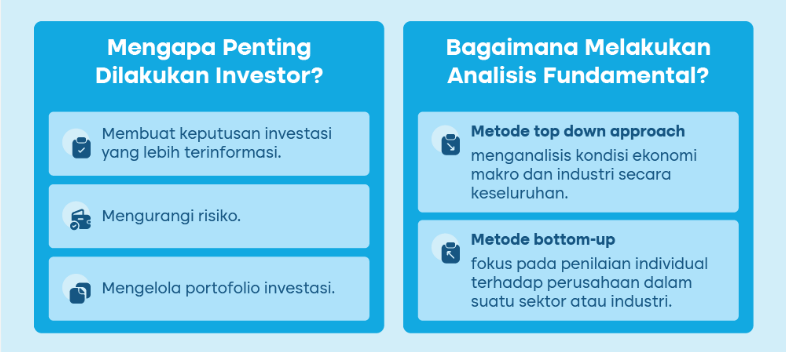 Mengapa Penting
Dilakukan Investor?
Membuat keputusan investasi
yang lebih terinformasi.
Mengurangi risiko.
Mengelola portofolio investasi.
Bagaimana Melakukan
Analisis Fundamental?
Metode top down approach
menganalisis kondisi ekonomi
makro dan industri secara
keseluruhan.
Metode bottom-up
fokus pada penilaian individual
terhadap perusahaan dalam
suatu sektor atau industri.